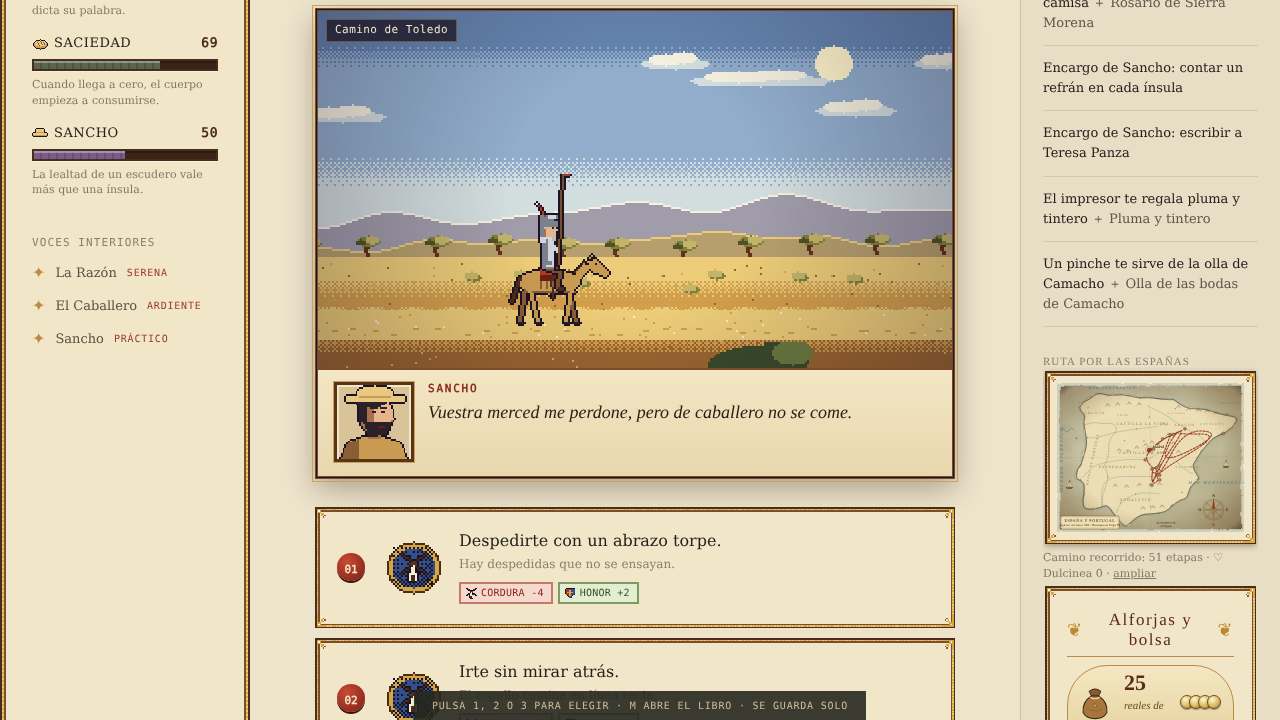 dicta su palabra.
SACIEDAD 69
Cuando llega a cero, el cuerpo
empieza a consumirse.
SANCHO 50
La lealtad de un escudero vale
más que una ínsula.
VOCES INTERIORES
La Razón SERENA
El Caballero ARDIENTE
Sancho PRÁCTICO
Camino de Toledo
SANCHO
Vuestra merced me perdone, pero de caballero no se come.
01
Despedirte con un abrazo torpe.
Hay despedidas que no se ensayan.
CORDURA -4 HONOR +2
02
Irte sin mirar atrás.
PULSA 1, 2 O 3 PARA ELEGIR · M ABRE EL LIBRO · SE GUARDA SOLO
camisa + Rosario de Sierra
Morena
Encargo de Sancho: contar un
refrán en cada ínsula
Encargo de Sancho: escribir a
Teresa Panza
El impresor te regala pluma y
tintero + Pluma y tintero
Un pinche te sirve de la olla de
Camacho + Olla de las bodas
de Camacho
RUTA POR LAS ESPAÑAS
ESPAÑA Y PORTUGAL
Camino recorrido: 51 etapas · ♡
Dulcinea 0 · ampliar
Alforjas y
bolsa
25
reales de